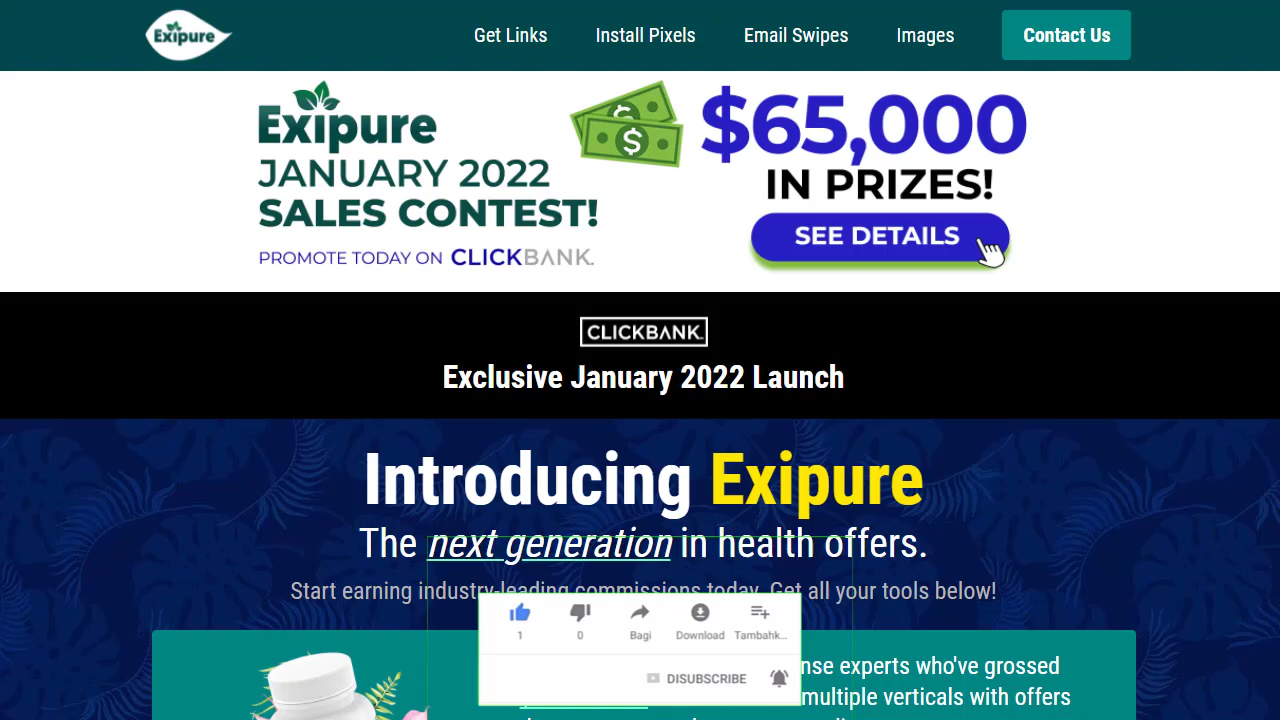 Exipure
Get Links
Install Pixels
Email Swipes
Images
Contact Us
Exipure
JANUARY 2022
SALES CONTEST!
PROMOTE TODAY ON CLICKBANK.
$65,000
IN PRIZES!
SEE DETAILS
CLICKBANK
Exclusive January 2022 Launch
Introducing Exipure
The next generation in health offers.
Start earning industry-leading commissions today. Get all your tools below!
1
0
Bagi
Download
Tambahk...
DISUBSCRIBE
experts who've grossed
multiple verticals with offers